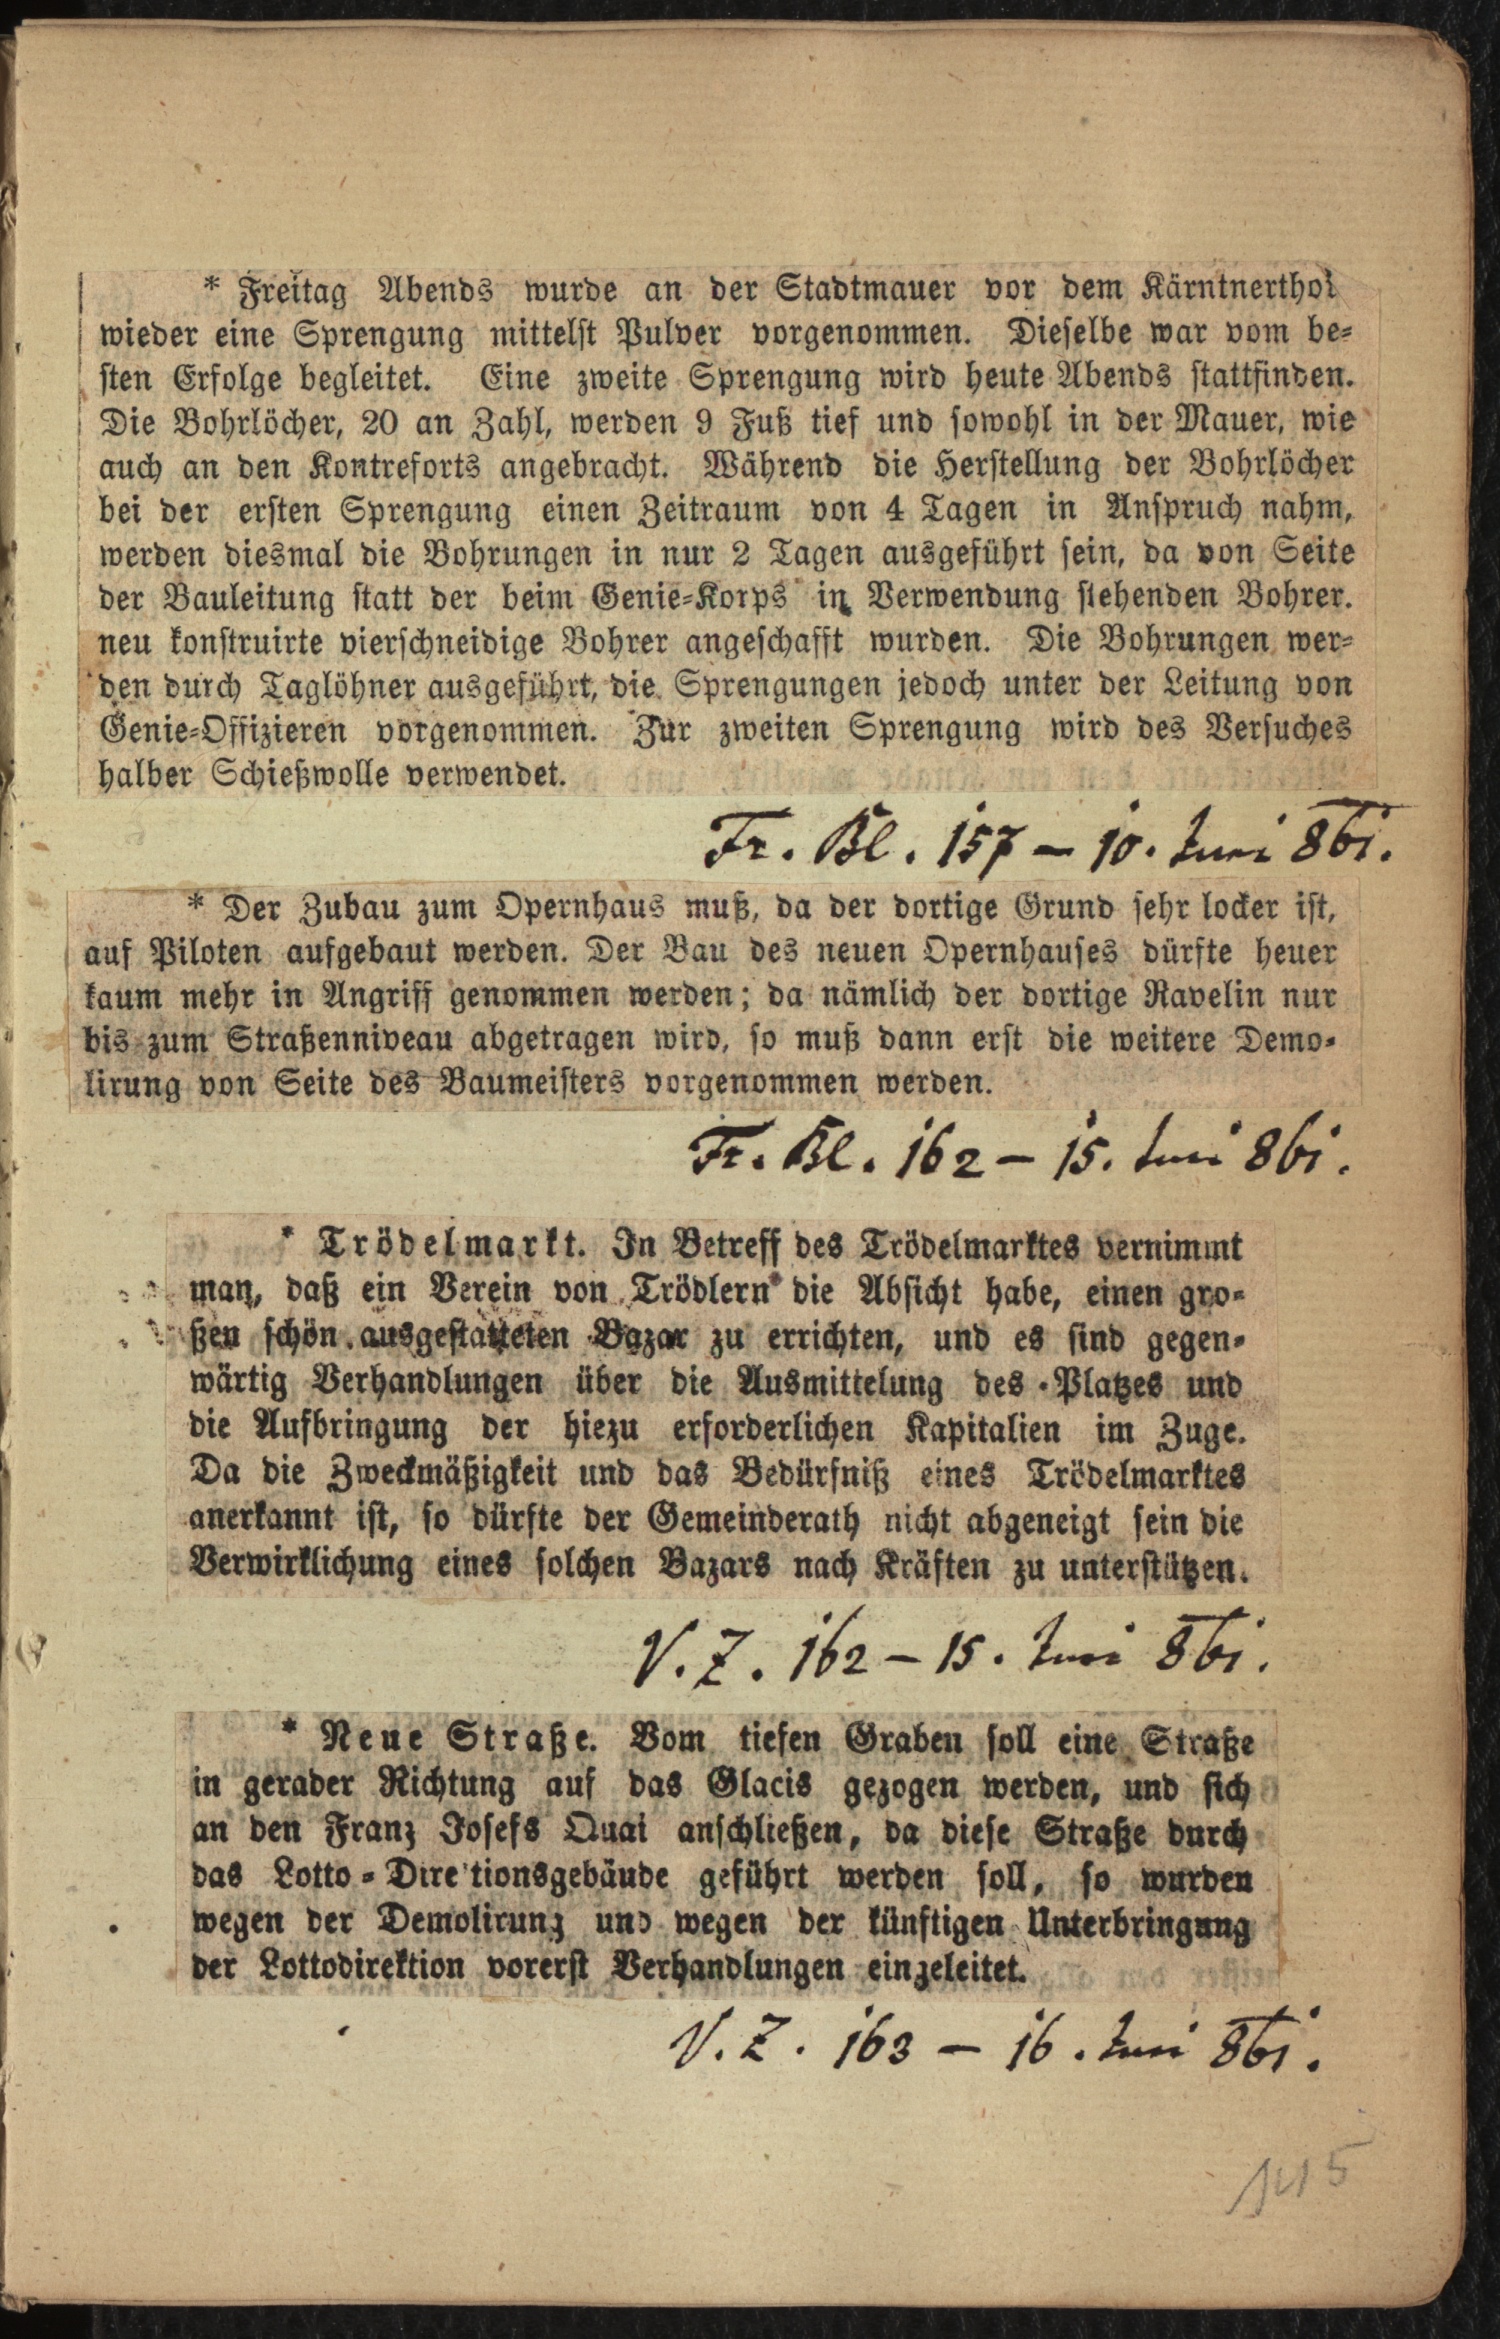 * Freitag Abends wurde an der Stadtmauer vor dem Kärntnerthor
wieder eine Sprengung mittelst Pulver vorgenommen. Dieselbe war vom be-
sten Erfolge begleitet. Eine zweite Sprengung wird heute Abends stattfinden.
Die Bohrlöcher, 20 an Zahl, werden 9 Fuß tief und sowohl in der Mauer, wie
auch an den Kontreforts angebracht. Während die Herstellung der Bohrlöcher
bei der ersten Sprengung einen Zeitraum von 4 Tagen in Anspruch nahm,
werden diesmal die Bohrungen in nur 2 Tagen ausgeführt sein, da von Seite
der Bauleitung statt der beim Genie-Korps in Verwendung stehenden Bohrer.
neu konstruirte vierschneidige Bohrer angeschafft wurden. Die Bohrungen wer-
den durch Taglöhner ausgeführt, die Sprengungen jedoch unter der Leitung von
Genie-Offizieren vorgenommen. Zur zweiten Sprengung wird des Versuches
halber Schießwolle verwendet.
Fr. Bl. 157 – 10. Juni 861.
* Der Zubau zum Opernhaus muß, da der dortige Grund sehr locker ist,
auf Piloten aufgebaut werden. Der Bau des neuen Opernhauses dürfte heuer
kaum mehr in Angriff genommen werden; da nämlich der dortige Ravelin nur
bis zum Straßenniveau abgetragen wird, so muß dann erst die weitere Demo-
lirung von Seite des Baumeisters vorgenommen werden.
Fr. Bl. 162 – 15. Juni 861.
* Trödelmarkt. In Betreff des Trödelmarktes vernimmt
man, daß ein Verein von Trödlern die Absicht habe, einen gro-
ßen schön ausgestatteten Bazar zu errichten, und es sind gegen-
wärtig Verhandlungen über die Ausmittelung des Platzes und
die Aufbringung der hiezu erforderlichen Kapitalien im Zuge.
Da die Zweckmäßigkeit und das Bedürfniß eines Trödelmarktes
anerkannt ist, so dürfte der Gemeinderath nicht abgeneigt sein die
Verwirklichung eines solchen Bazars nach Kräften zu unterstützen.
V. Z. 162 – 15. Juni 861.
* Neue Straße. Vom tiefen Graben soll eine Straße
in gerader Richtung auf das Glacis gezogen werden, und sich
an den Franz Josefs Quai anschließen, da diese Straße durch
das Lotto-Direktionsgebäude geführt werden soll, so wurden
wegen der Demolirung und wegen der künftigen Unterbringung
der Lottodirektion vorerst Verhandlungen eingeleitet.
V. Z. 163 – 16. Juni 861.